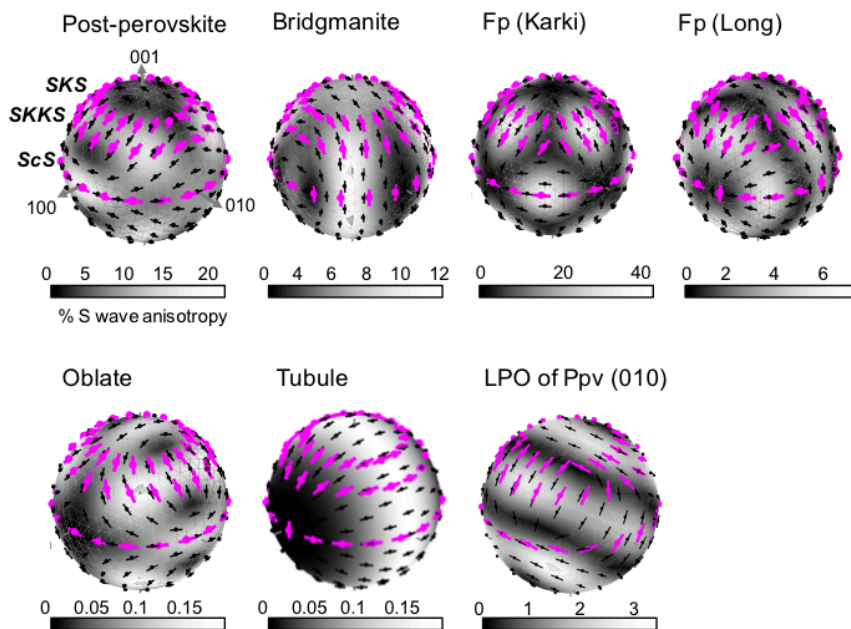 Post-perovskite
Bridgmanite
Fp (Karki)
Fp (Long)
001
SKS
SKKS
ScS
100
010
0 5 10 15 20
0 2 4 6 8 10 12
0 20 40
0 2 4 6
% S wave anisotropy
Oblate
Tubule
LPO of Ppv (010)
0 0.05 0.1 0.15
0 0.05 0.1 0.15
0 1 2 3